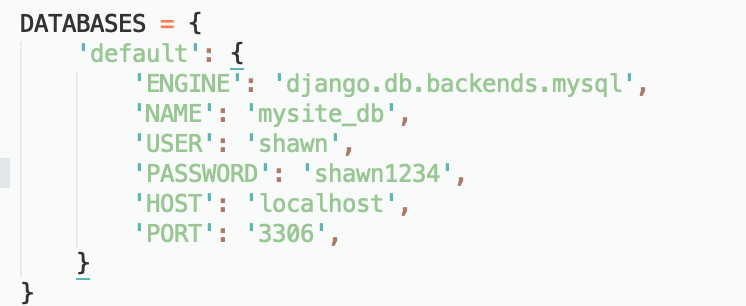 DATABASES = {
    'default': {
        'ENGINE': 'django.db.backends.mysql',
        'NAME': 'mysite_db',
        'USER': 'shawn',
        'PASSWORD': 'shawn1234',
        'HOST': 'localhost',
        'PORT': '3306',
    }
}